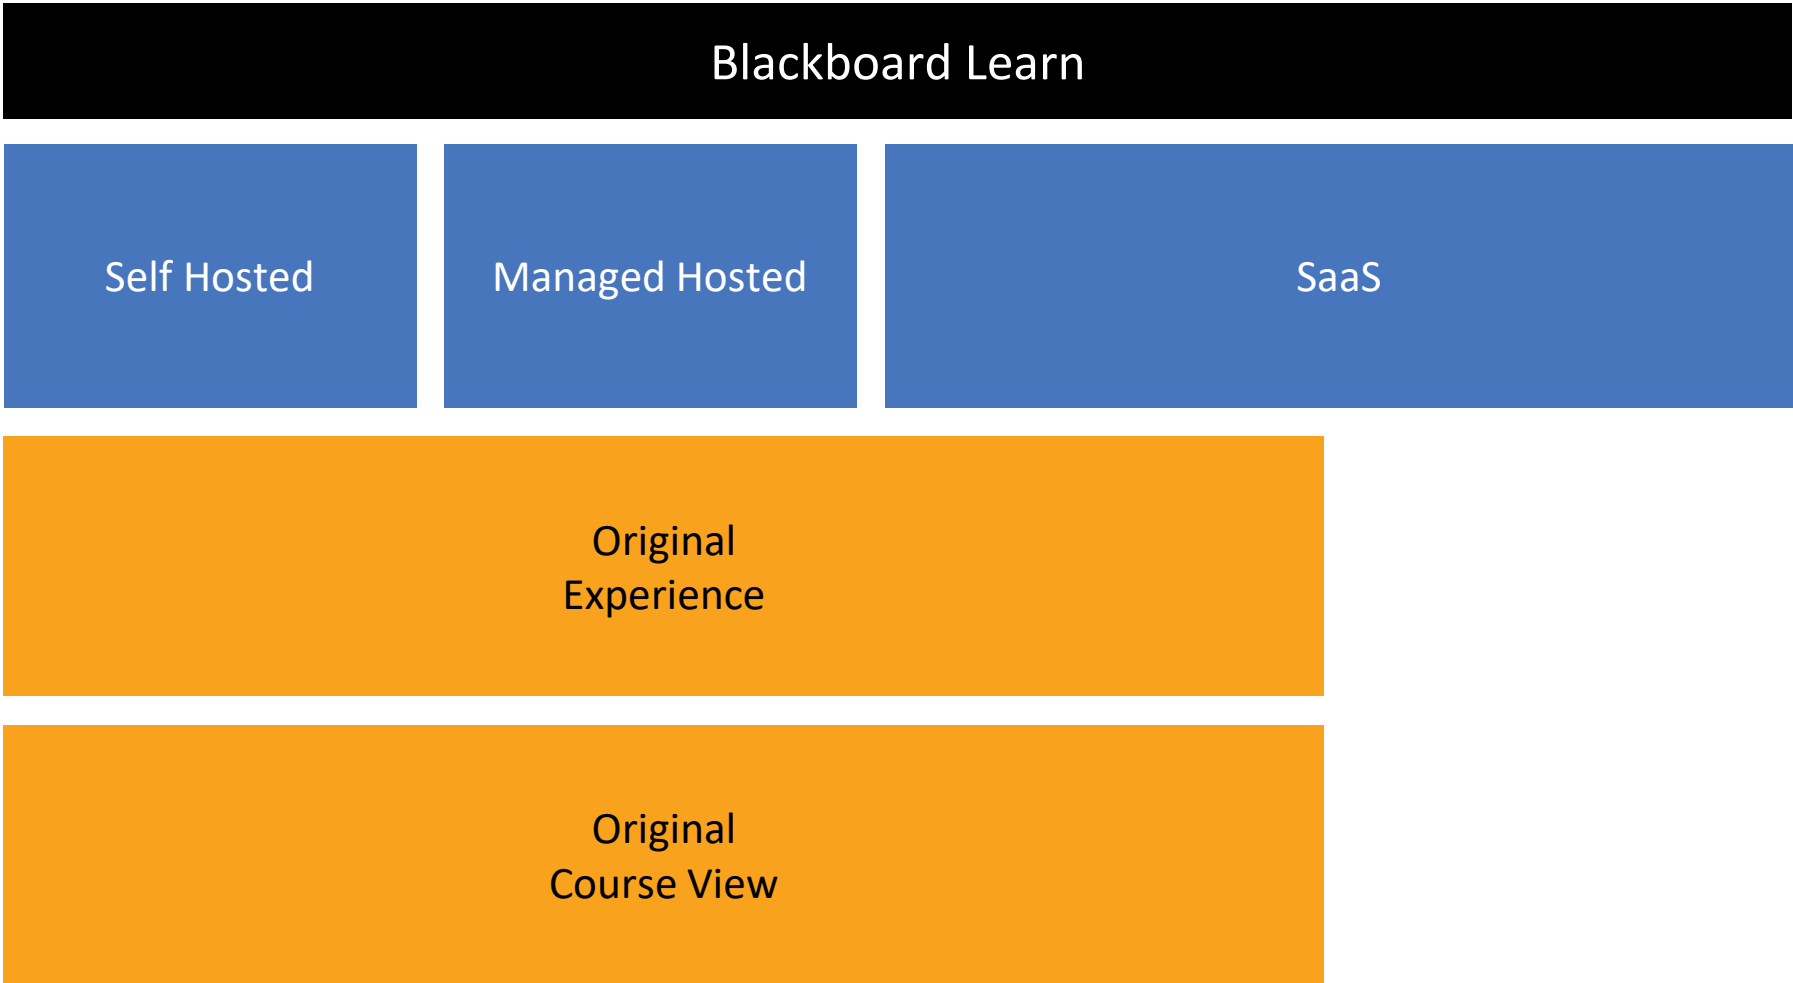 Blackboard Learn
Self Hosted
Managed Hosted
SaaS
Original
Experience
Original
Course View